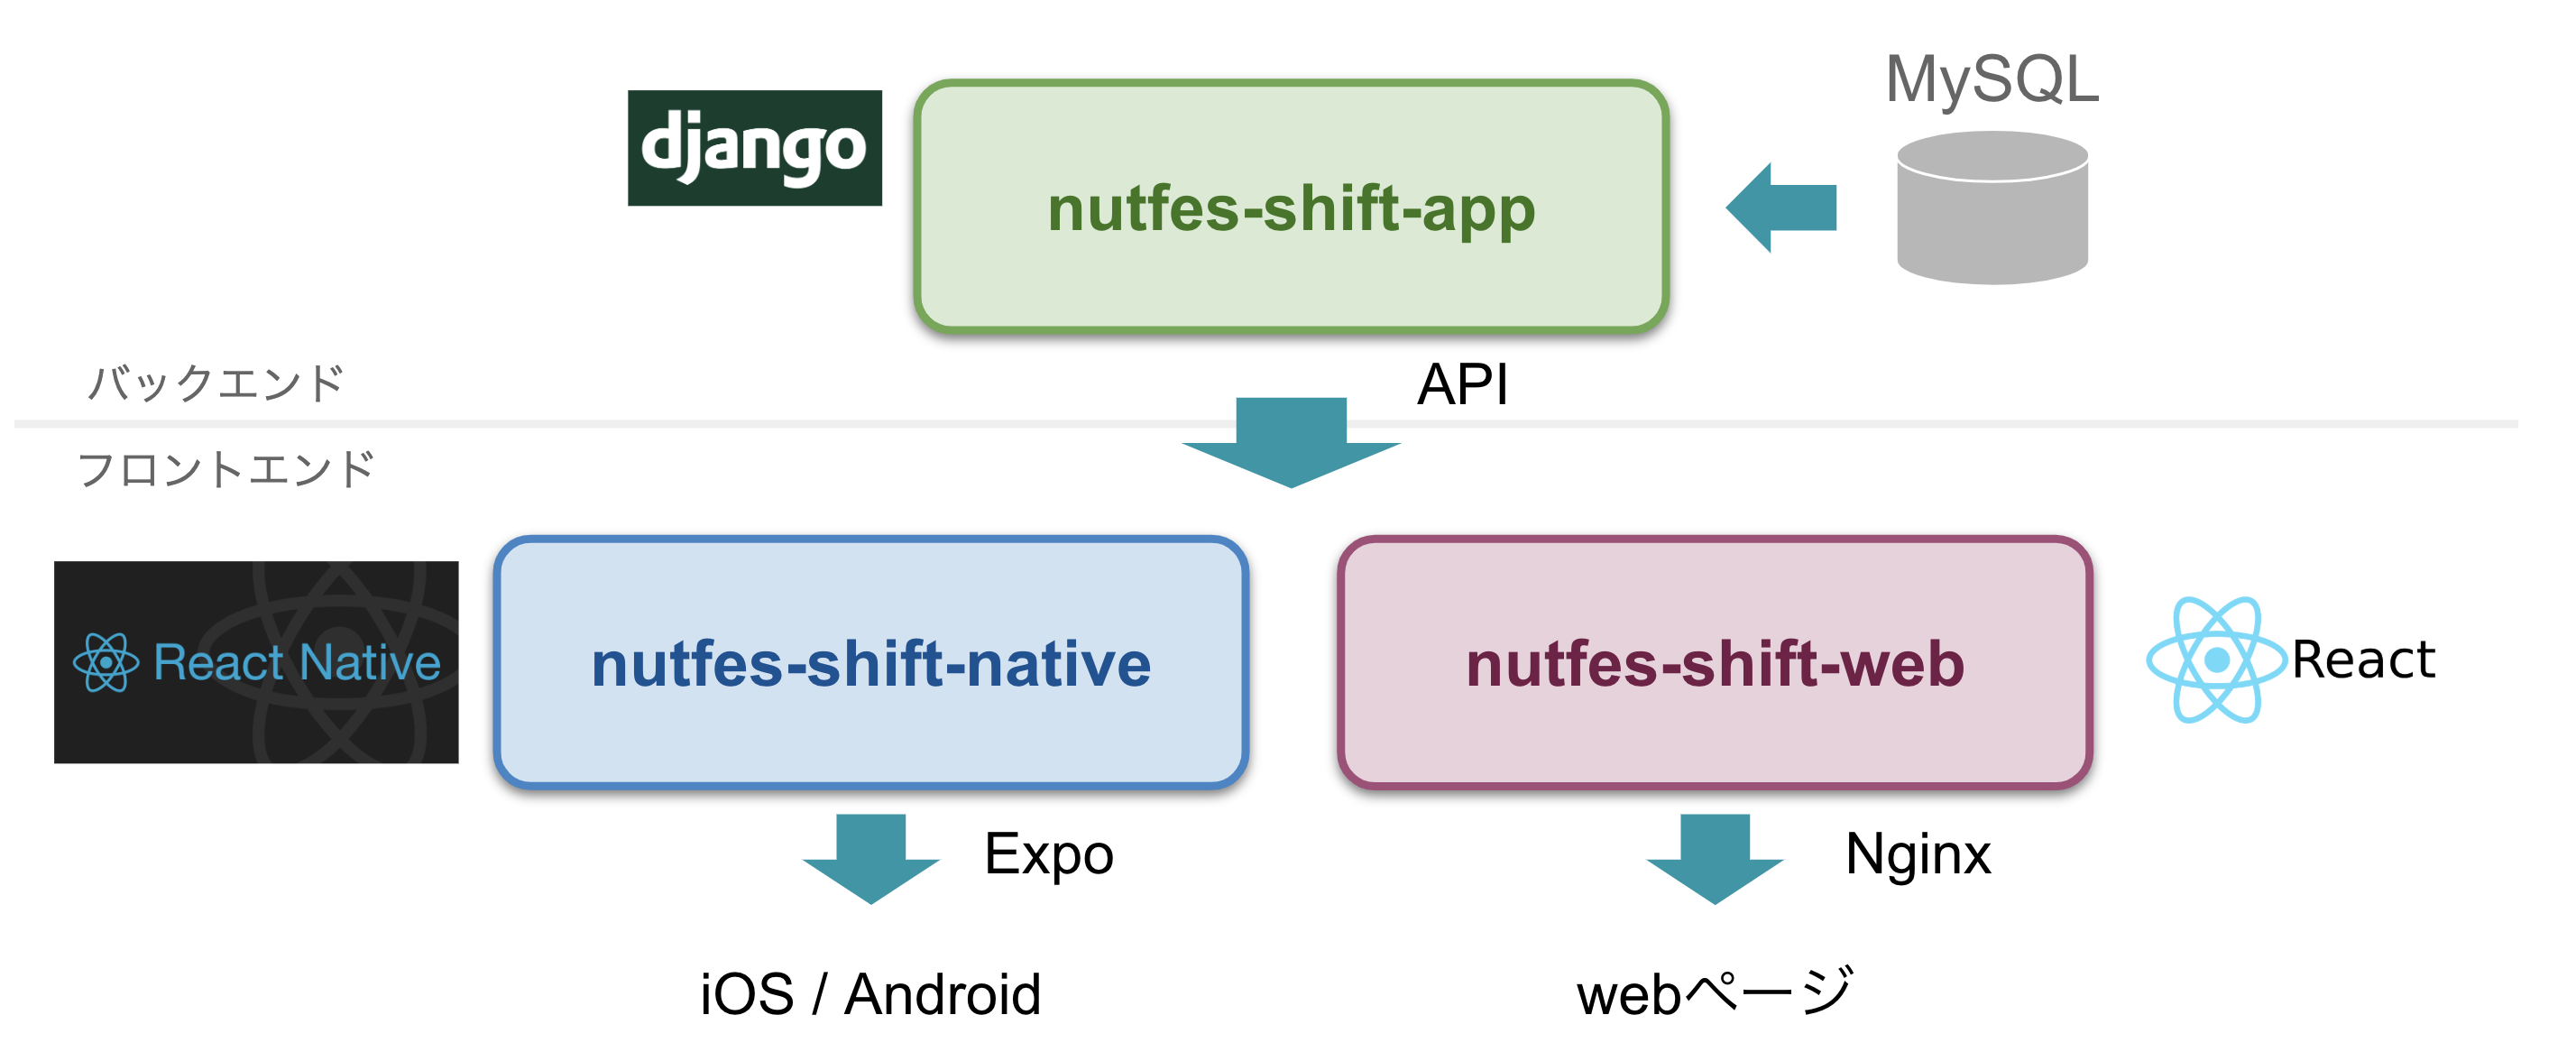 MySQL
django
nutfes-shift-app
API
バックエンド
フロントエンド
React Native
nutfes-shift-native
nutfes-shift-web
React
Expo
Nginx
iOS / Android
webページ